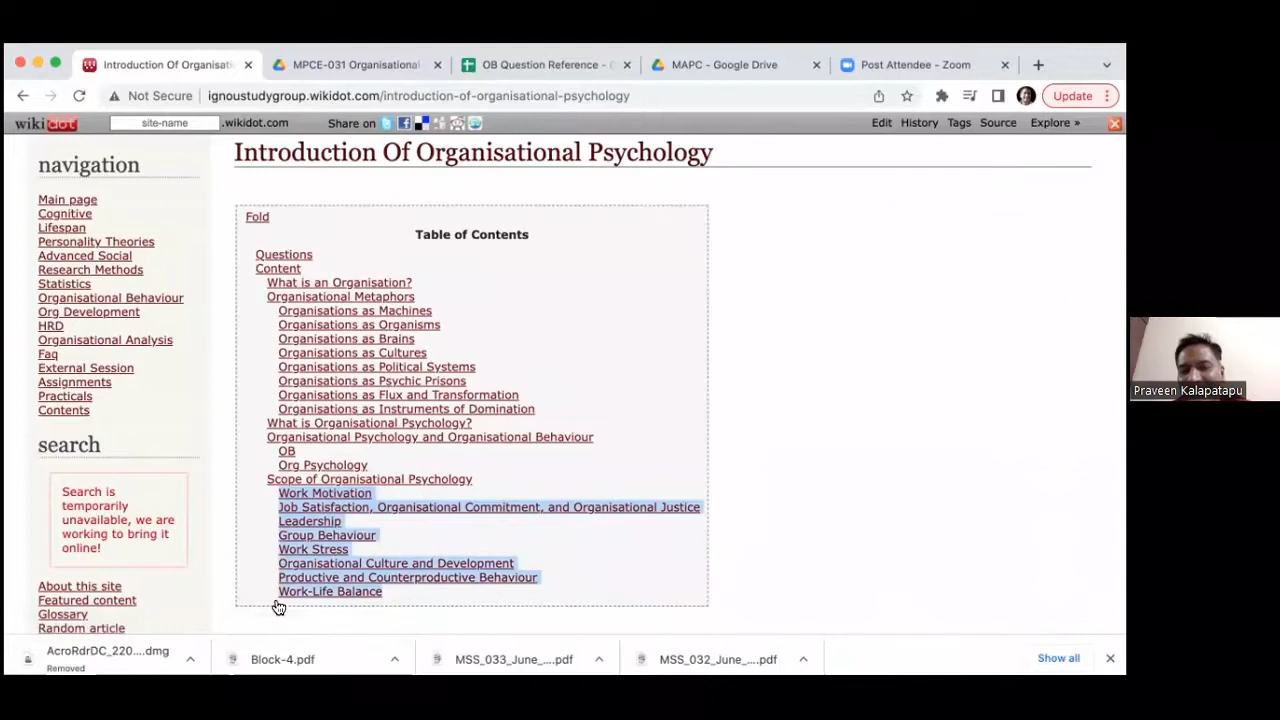 Introduction Of Organisati
MPCE-031 Organisational
OB Question Reference -
MAPC - Google Drive
Post Attendee - Zoom
Not Secure
ignoustudygroup.wikidot.com/introduction-of-organisational-psychology
Update
wikidot
site-name
.wikidot.com
Share on
Edit
History
Tags
Source
Explore »
navigation
Main page
Cognitive
Lifespan
Personality Theories
Advanced Social
Research Methods
Statistics
Organisational Behaviour
Org Development
HRD
Organisational Analysis
Faq
External Session
Assignments
Practicals
Contents
search
Search is
temporarily
unavailable, we are
working to bring it
online!
About this site
Featured content
Glossary
Random article
Introduction Of Organisational Psychology
Fold
Table of Contents
Questions
Content
What is an Organisation?
Organisational Metaphors
Organisations as Machines
Organisations as Organisms
Organisations as Brains
Organisations as Cultures
Organisations as Political Systems
Organisations as Psychic Prisons
Organisations as Flux and Transformation
Organisations as Instruments of Domination
What is Organisational Psychology?
Organisational Psychology and Organisational Behaviour
OB
Org Psychology
Scope of Organisational Psychology
Work Motivation
Job Satisfaction, Organisational Commitment, and Organisational Justice
Leadership
Group Behaviour
Work Stress
Organisational Culture and Development
Productive and Counterproductive Behaviour
Work-Life Balance
Praveen Kalapatapu
AcroRdrDC_220....dmg
Removed
Block-4.pdf
MSS_033_June_....pdf
MSS_032_June_....pdf
Show all